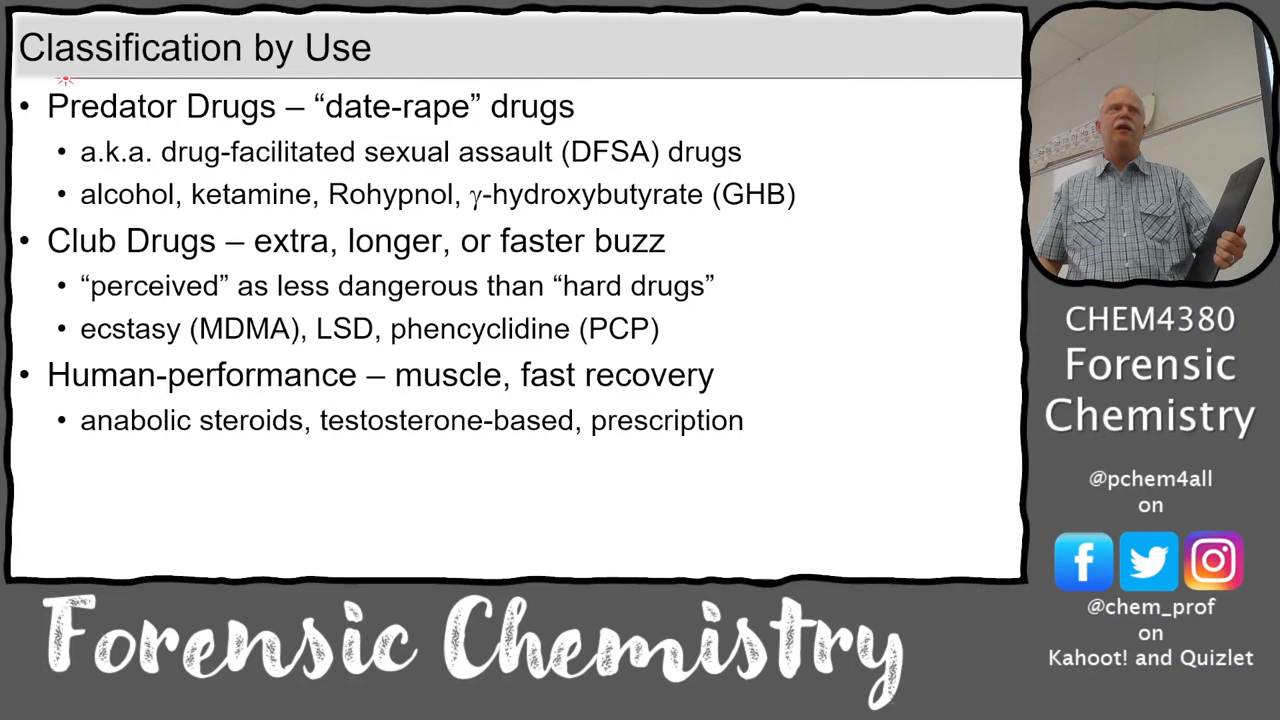 Classification by Use
• Predator Drugs – “date-rape” drugs
• a.k.a. drug-facilitated sexual assault (DFSA) drugs
• alcohol, ketamine, Rohypnol, γ-hydroxybutyrate (GHB)
• Club Drugs – extra, longer, or faster buzz
• “perceived” as less dangerous than “hard drugs”
• ecstasy (MDMA), LSD, phencyclidine (PCP)
• Human-performance – muscle, fast recovery
• anabolic steroids, testosterone-based, prescription
CHEM4380
Forensic
Chemistry
@pchem4all
on
@chem_prof
on
Kahoot! and Quizlet
Forensic Chemistry